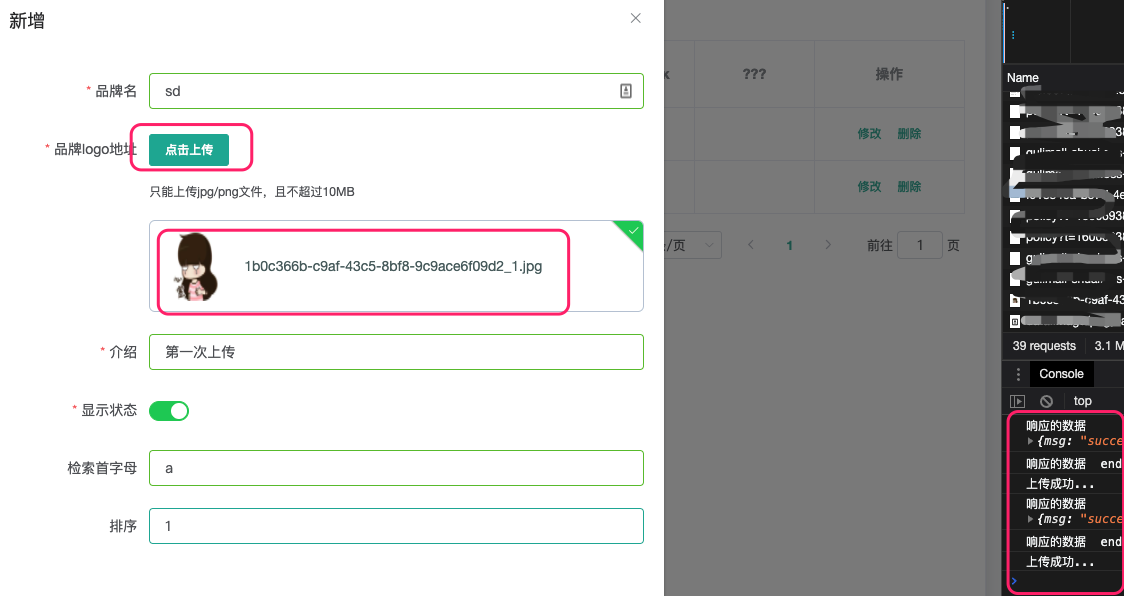 新增
* 品牌名 sd
* 品牌logo地址 点击上传
只能上传jpg/png文件，且不超过10MB
1b0c366b-c9af-43c5-8bf8-9c9ace6f09d2_1.jpg
* 介绍 第一次上传
* 显示状态
检索首字母 a
排序 1
??? 操作
修改 删除
修改 删除
/页 1 前往 1 页
Name
39 requests 3.1 M
Console
top
响应的数据
{msg: "succe
响应的数据 end
上传成功...
响应的数据
{msg: "succe
响应的数据 end
上传成功...